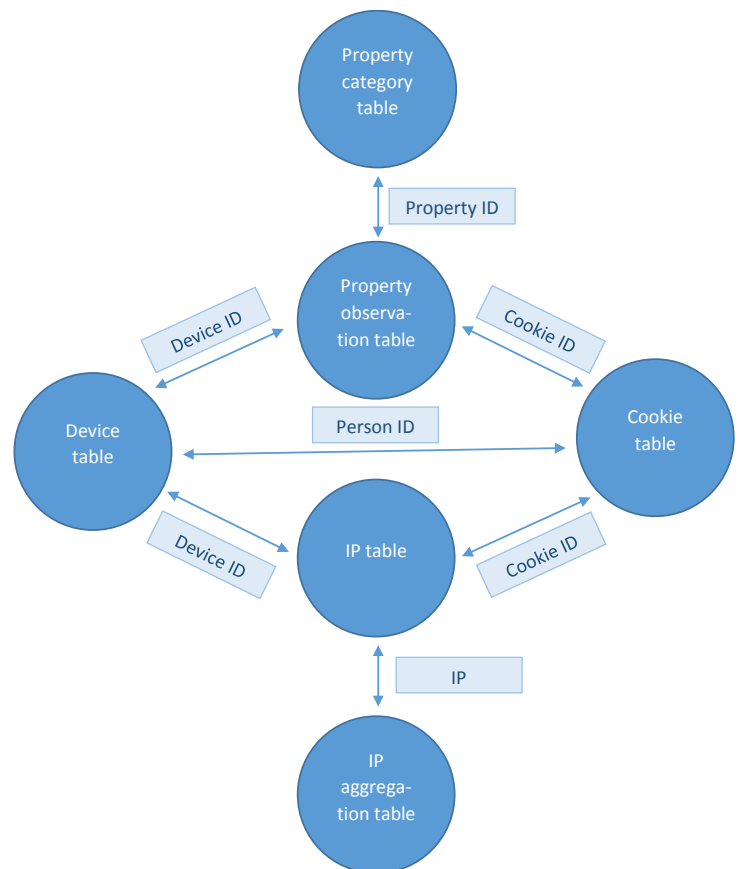 Property
category
table
Property ID
Property
observa-
tion table
Device ID
Cookie ID
Device
table
Person ID
Cookie
table
IP table
Device ID
Cookie ID
IP
IP
aggrega-
tion table